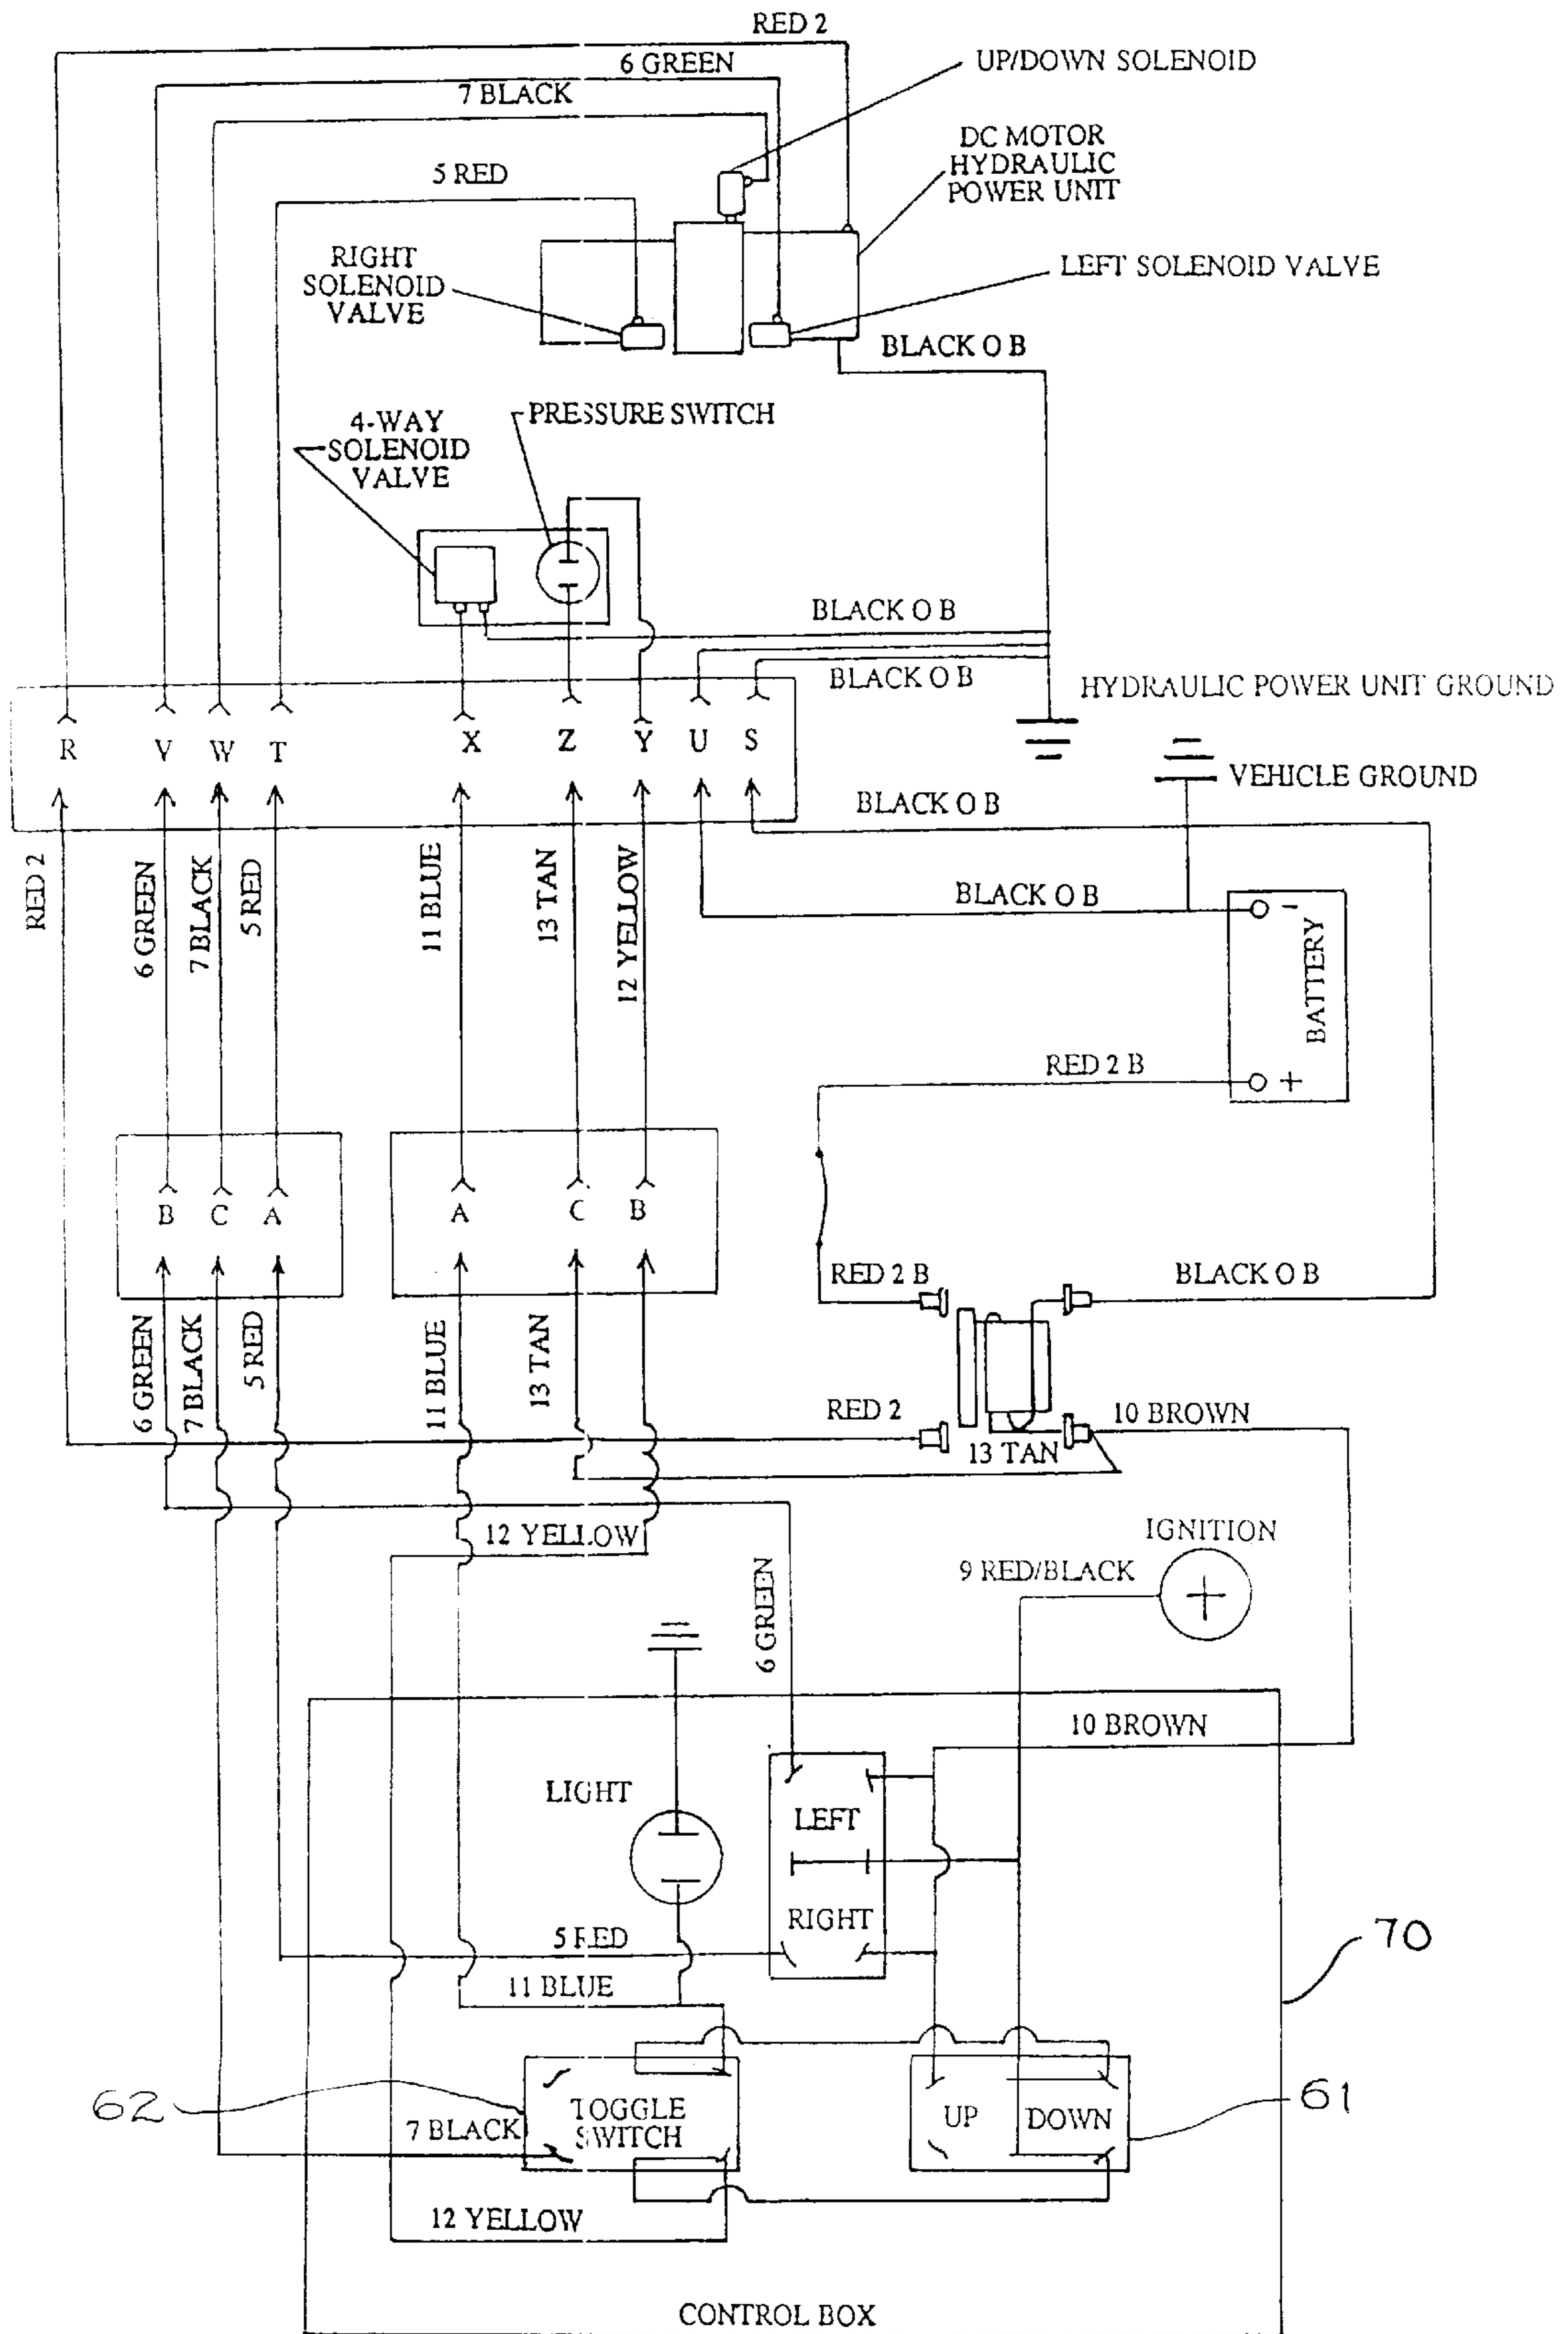 RED 2
6 GREEN
UP/DOWN SOLENOID
7 BLACK
DC MOTOR
HYDRAULIC
POWER UNIT
5 RED
RIGHT
SOLENOID
VALVE
LEFT SOLENOID VALVE
BLACK O B
4-WAY
SOLENOID
VALVE
PRESSURE SWITCH
BLACK O B
BLACK O B
HYDRAULIC POWER UNIT GROUND
R V W T X Z Y U S
VEHICLE GROUND
BLACK O B
RED 2
6 GREEN
7 BLACK
5 RED
11 BLUE
13 TAN
12 YELLOW
BLACK O B
-
BATTERY
+
RED 2 B
B C A
A C B
RED 2 B
BLACK O B
6 GREEN
7 BLACK
5 RED
11 BLUE
13 TAN
RED 2
10 BROWN
13 TAN
12 YELLOW
IGNITION
9 RED/BLACK
+
6 GREEN
10 BROWN
LIGHT
LEFT
RIGHT
5 RED
70
11 BLUE
62
TOGGLE
SWITCH
7 BLACK
UP
DOWN
61
12 YELLOW
CONTROL BOX